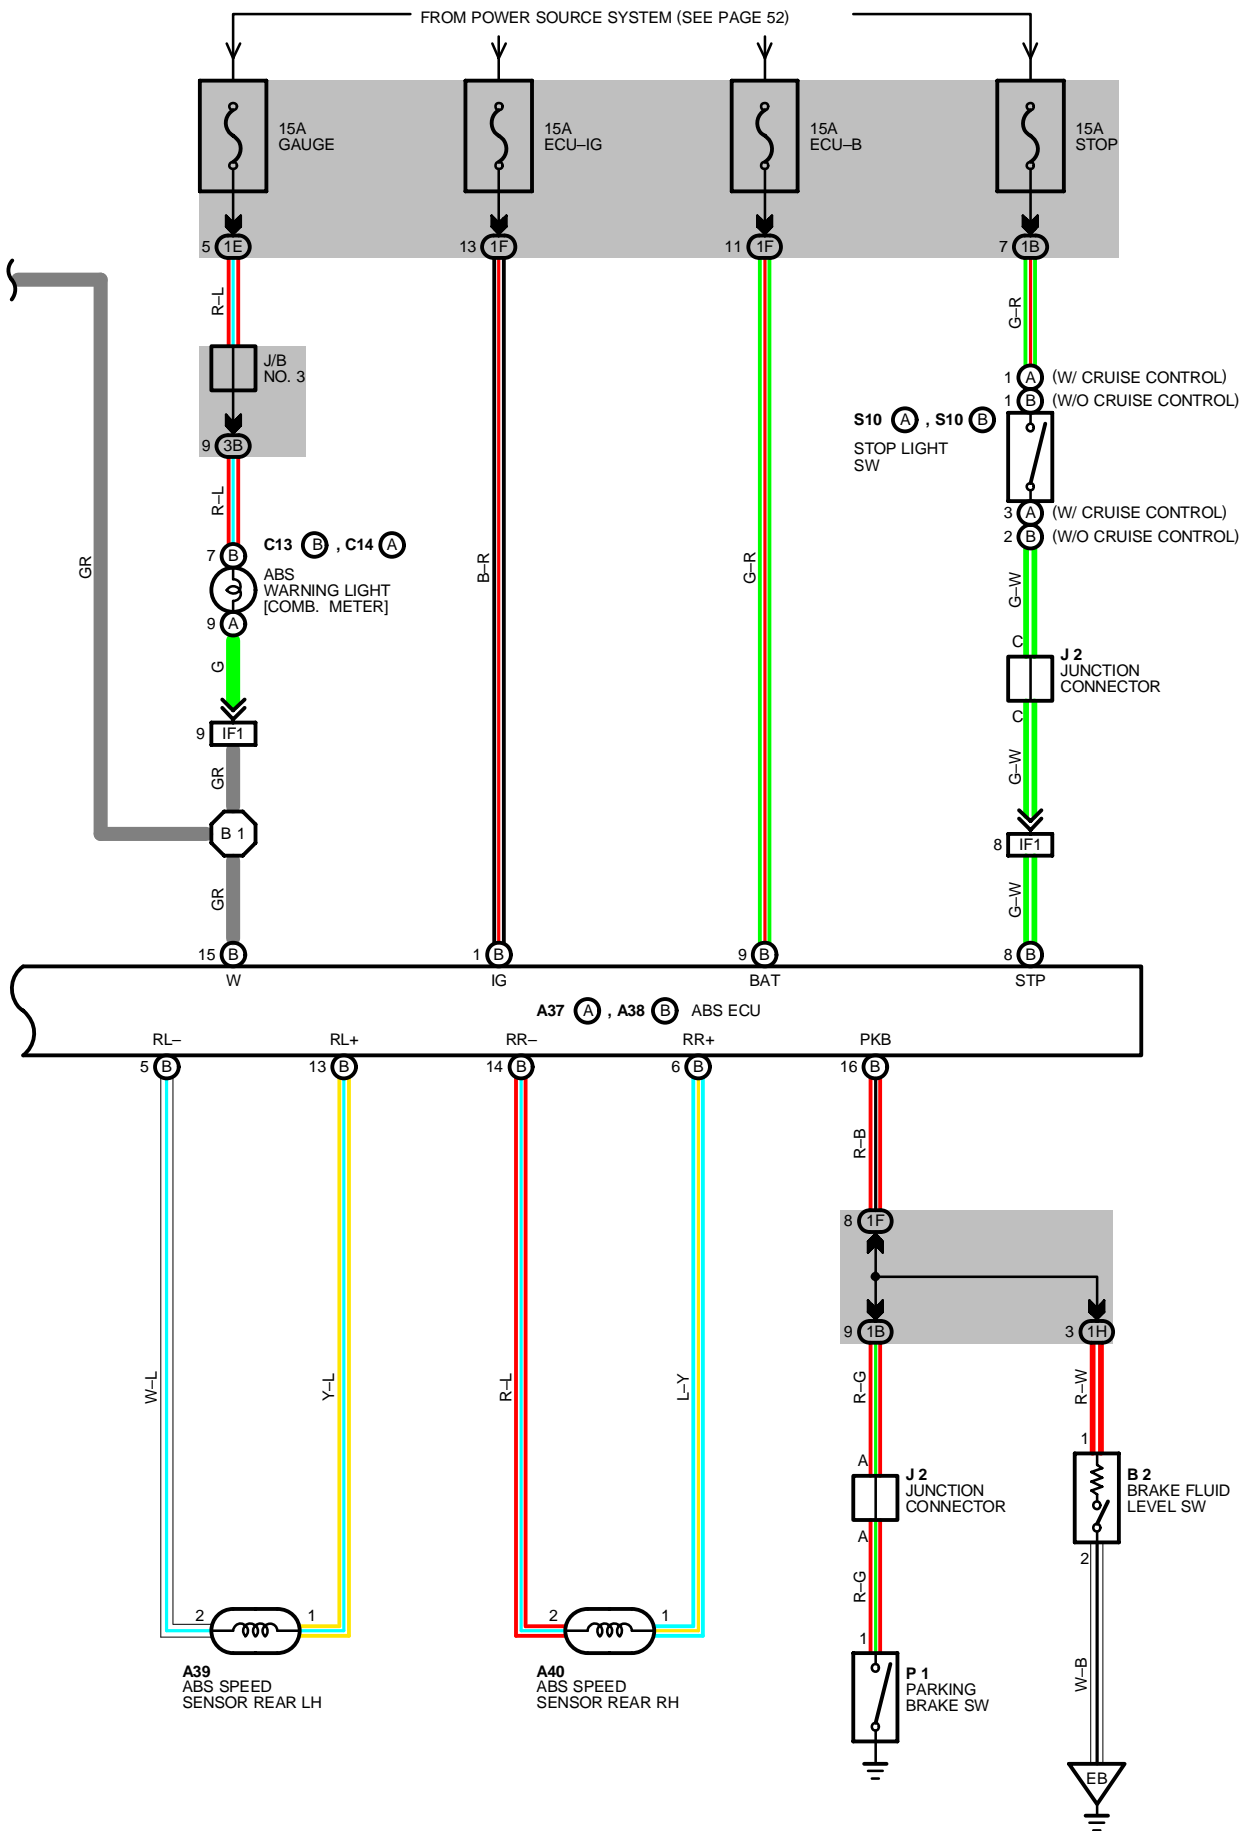 FROM POWER SOURCE SYSTEM (SEE PAGE 52)
15A
GAUGE
15A
ECU–IG
15A
ECU–B
15A
STOP
5 1E
13 1F
11 1F
7 1B
R–L
G–R
J/B
NO. 3
1 A (W/ CRUISE CONTROL)
1 B (W/O CRUISE CONTROL)
S10 A , S10 B
STOP LIGHT
SW
9 3B
R–L
3 A (W/ CRUISE CONTROL)
2 B (W/O CRUISE CONTROL)
C13 B , C14 A
7 B
ABS
WARNING LIGHT
[COMB. METER]
9 A
GR
B–R
G–R
G–W
G
C
J 2
JUNCTION
CONNECTOR
C
9 IF1
GR
G–W
B 1
8 IF1
GR
G–W
15 B
1 B
9 B
8 B
W
IG
BAT
STP
A37 A , A38 B ABS ECU
RL–
RL+
RR–
RR+
PKB
5 B
13 B
14 B
6 B
16 B
R–B
8 1F
9 1B
3 1H
W–L
Y–L
R–L
L–Y
R–G
R–W
1
A
J 2
JUNCTION
CONNECTOR
A
B 2
BRAKE FLUID
LEVEL SW
2
R–G
2
1
2
1
1
A39
ABS SPEED
SENSOR REAR LH
A40
ABS SPEED
SENSOR REAR RH
P 1
PARKING
BRAKE SW
W–B
EB